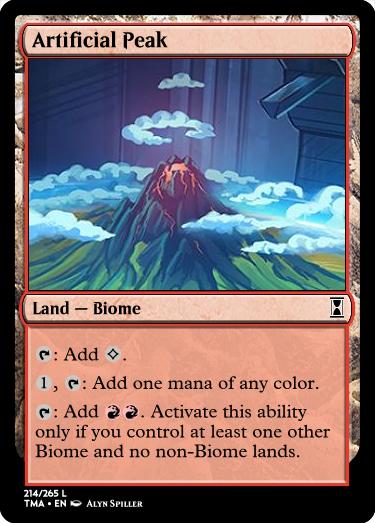 Artificial Peak
Land — Biome
: Add .
1, : Add one mana of any color.
: Add . Activate this ability
only if you control at least one other
Biome and no non-Biome lands.
214/265 L
TMA • EN Alyn Spiller